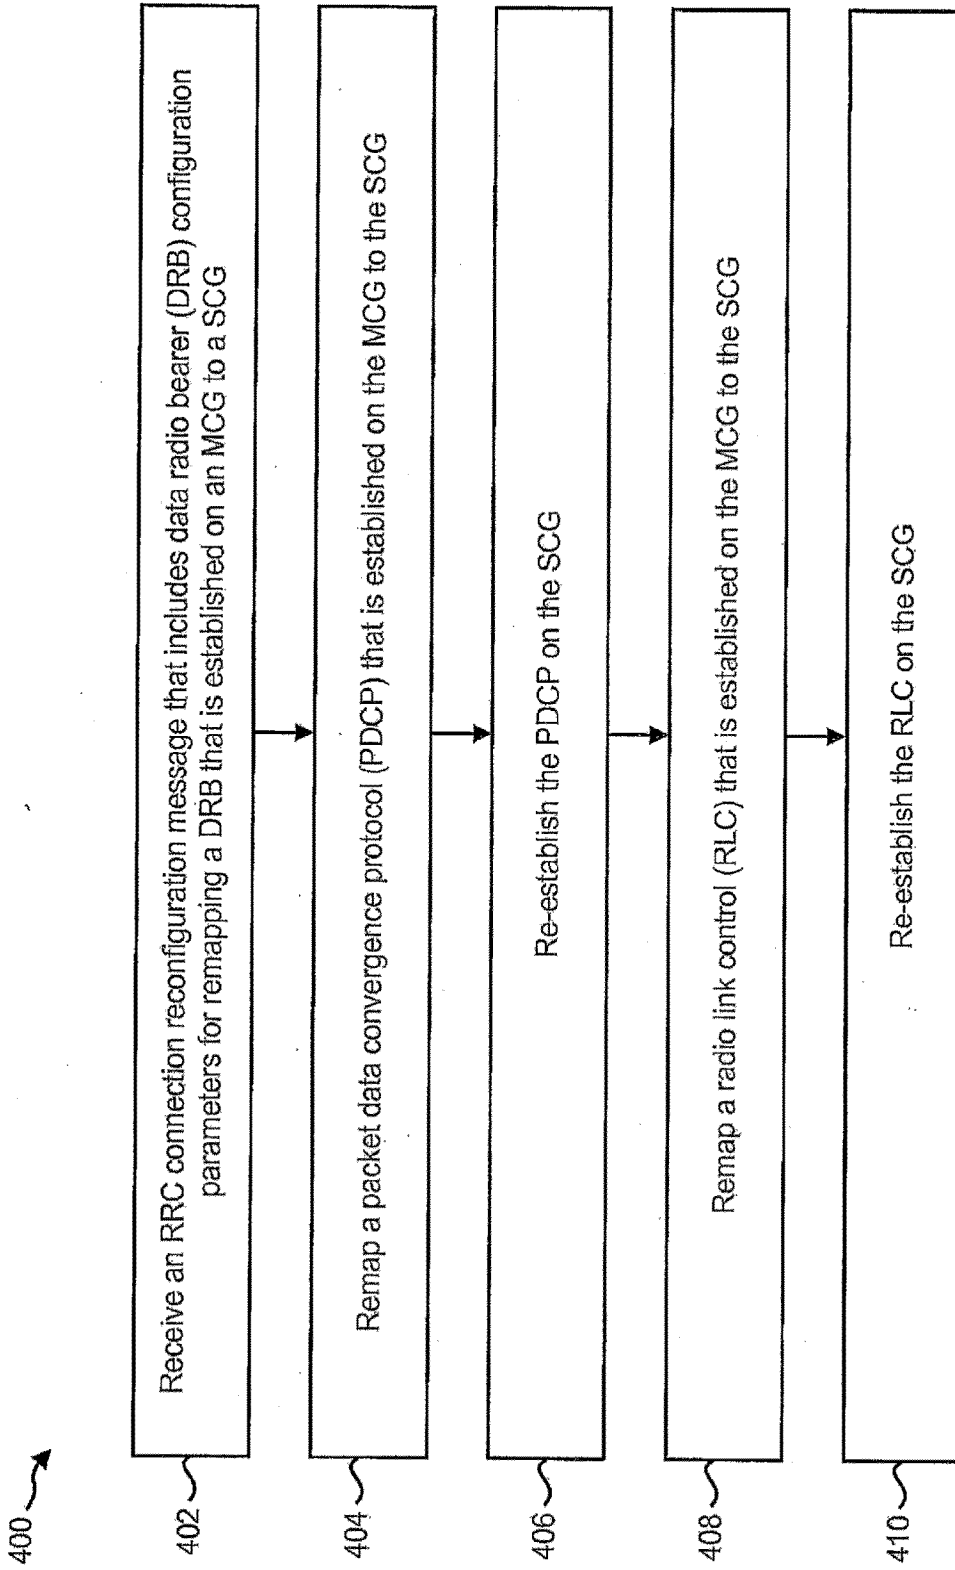 400
402
Receive an RRC connection reconfiguration message that includes data radio bearer (DRB) configuration
parameters for remapping a DRB that is established on an MCG to a SCG
404
Remap a packet data convergence protocol (PDCP) that is established on the MCG to the SCG
406
Re-establish the PDCP on the SCG
408
Remap a radio link control (RLC) that is established on the MCG to the SCG
410
Re-establish the RLC on the SCG